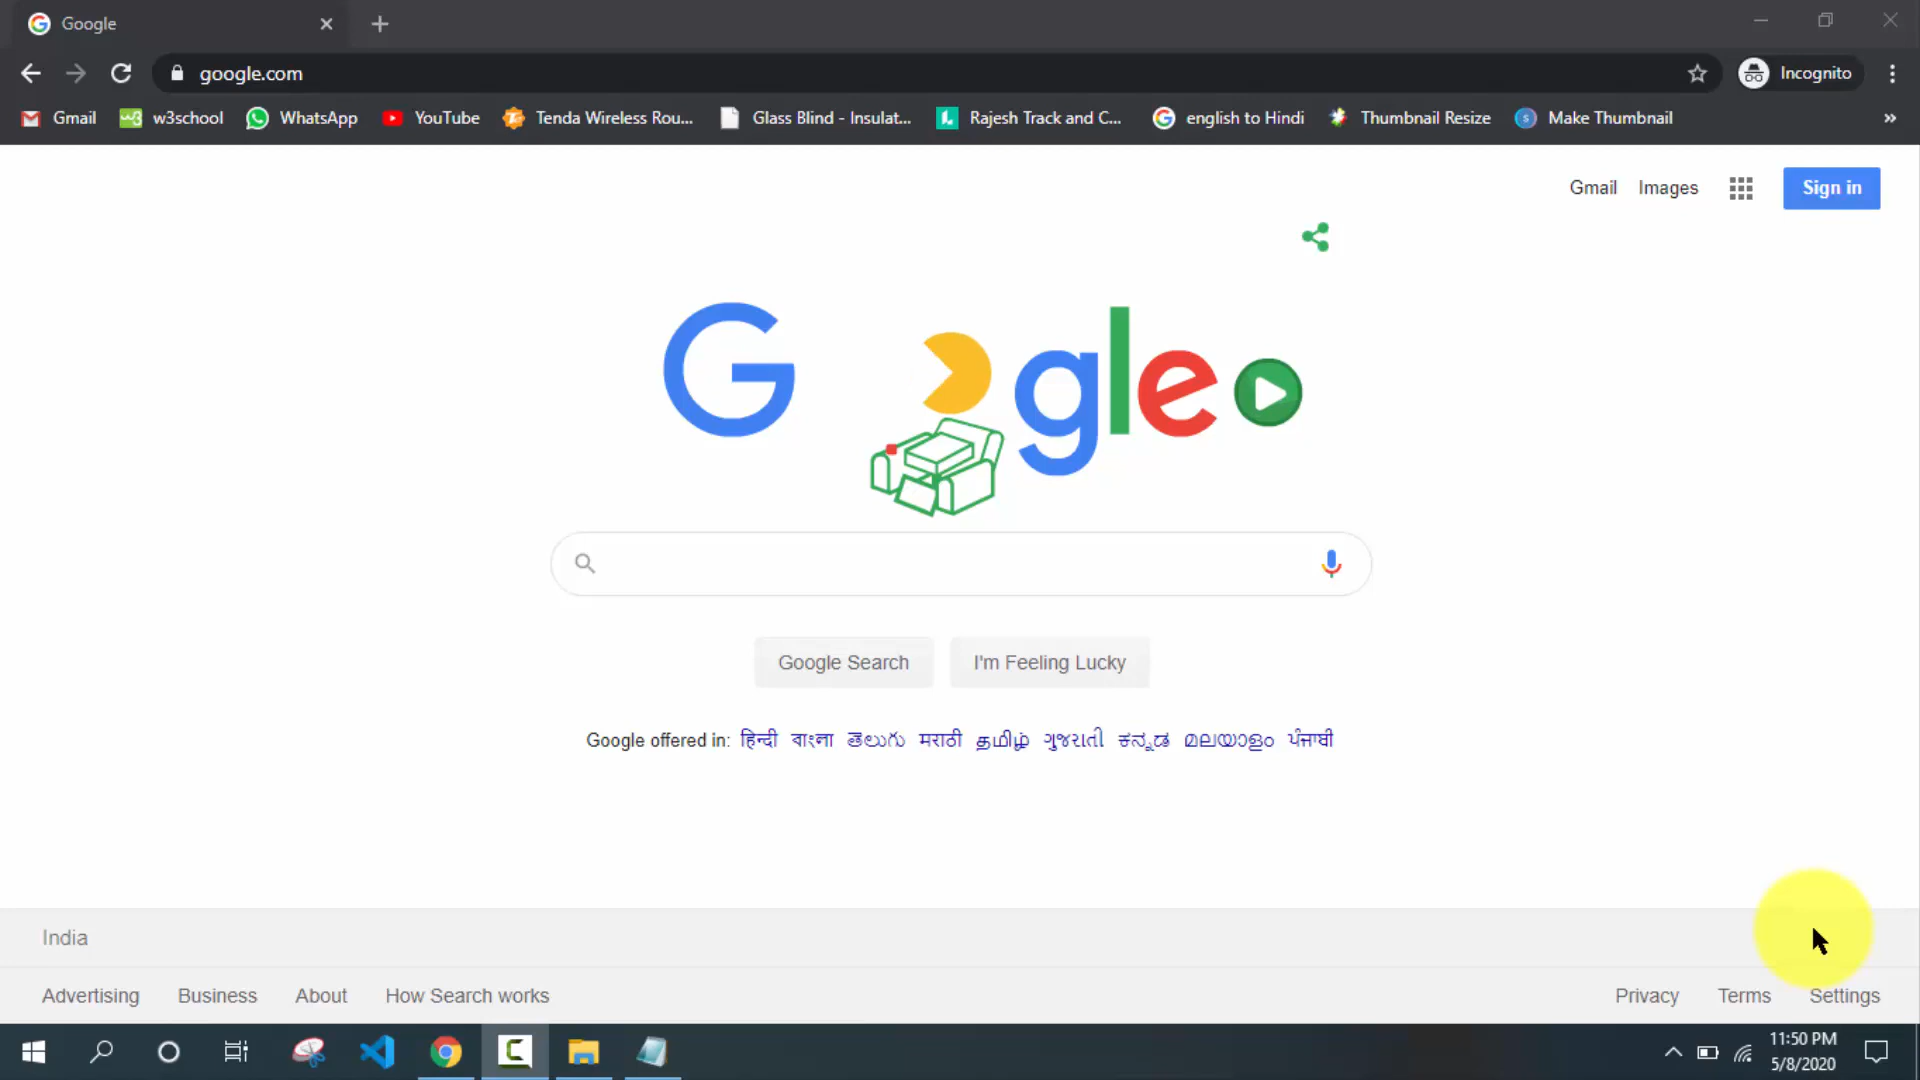 Google
google.com
Incognito
Gmail w3school WhatsApp YouTube Tenda Wireless Rou... Glass Blind - Insulat... Rajesh Track and C... english to Hindi Thumbnail Resize Make Thumbnail »
Gmail Images Sign in
G gle
Google Search I'm Feeling Lucky
Google offered in: हिन्दी বাংলা తెలుగు मराठी தமிழ் ગુજરાતી ಕನ್ನಡ മലയാളം ਪੰਜਾਬੀ
India
Advertising Business About How Search works Privacy Terms Settings
11:50 PM
5/8/2020